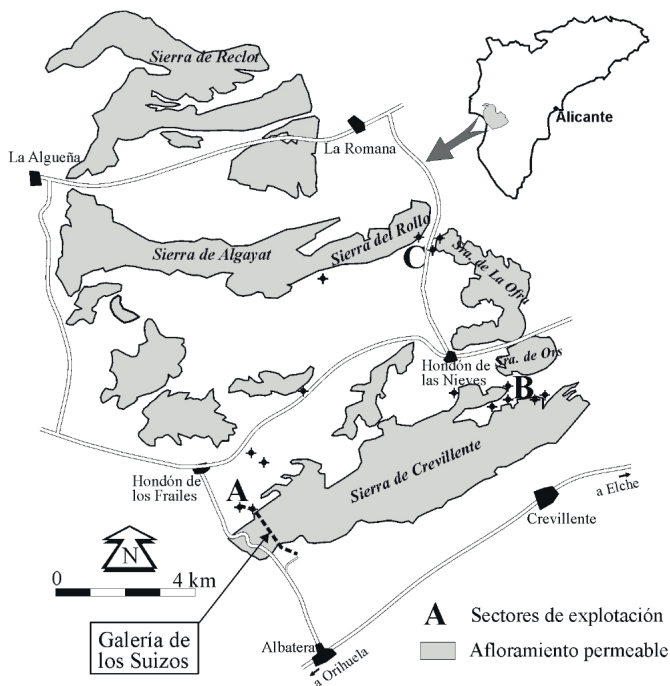 Sierra de Reclot
Alicante
La Romana
La Algueña
Sierra de Algayat
Sierra del Rollo
C
Sra. de La Ofra
Hondón de
las Nieves
Sra. de Ors
B
Sierra de Crevillente
Hondón de
los Frailes
A
a Elche
Crevillente
N
0 4 km
Galería de
los Suizos
Albatera
a Orihuela
A Sectores de explotación
Afloramiento permeable